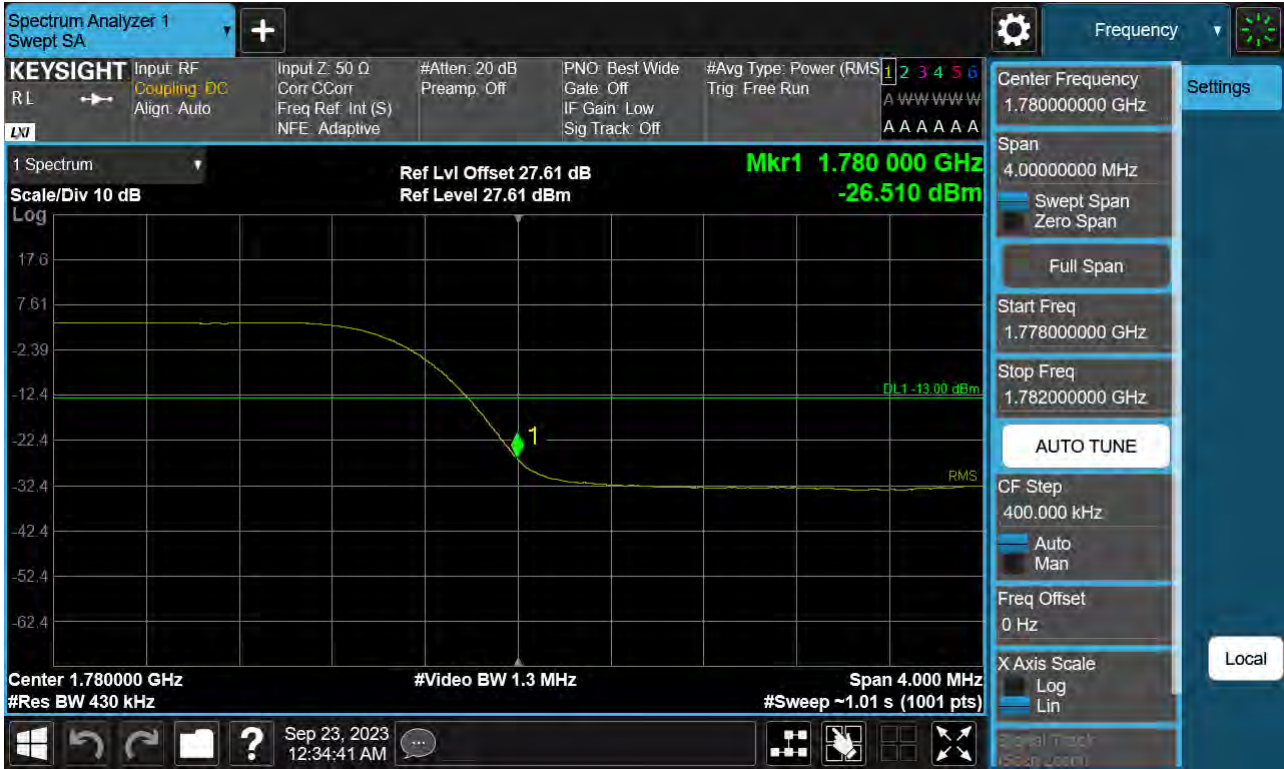 Spectrum Analyzer 1
Swept SA
+
Frequency
KEYSIGHT
Input: RF
Input Z: 50 Ω
#Atten: 20 dB
PNO: Best Wide
#Avg Type: Power (RMS
1 2 3 4 5 6
R L
Coupling: DC
Corr CCorr
Preamp: Off
Gate: Off
Trig: Free Run
Align: Auto
Freq Ref: Int (S)
IF Gain: Low
A W W W W W
LXI
NFE: Adaptive
Sig Track: Off
A A A A A A
1 Spectrum
Ref Lvl Offset 27.61 dB
Mkr1 1.780 000 GHz
Scale/Div 10 dB
Ref Level 27.61 dBm
-26.510 dBm
Log
17.6
7.61
-2.39
-12.4
DL1 -13.00 dBm
-22.4
1
-32.4
RMS
-42.4
-52.4
-62.4
Center 1.780000 GHz
#Video BW 1.3 MHz
Span 4.000 MHz
#Res BW 430 kHz
#Sweep ~1.01 s (1001 pts)
Center Frequency
1.780000000 GHz
Settings
Span
4.00000000 MHz
Swept Span
Zero Span
Full Span
Start Freq
1.778000000 GHz
Stop Freq
1.782000000 GHz
AUTO TUNE
CF Step
400.000 kHz
Auto
Man
Freq Offset
0 Hz
X Axis Scale
Log
Lin
Local
?
Sep 23, 2023
12:34:41 AM